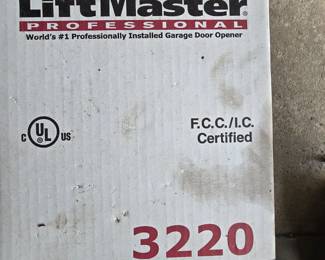 LiftMaster®
PROFESSIONAL
World's #1 Professionally Installed Garage Door Opener
C UL US
®
F.C.C./I.C.
Certified
3220